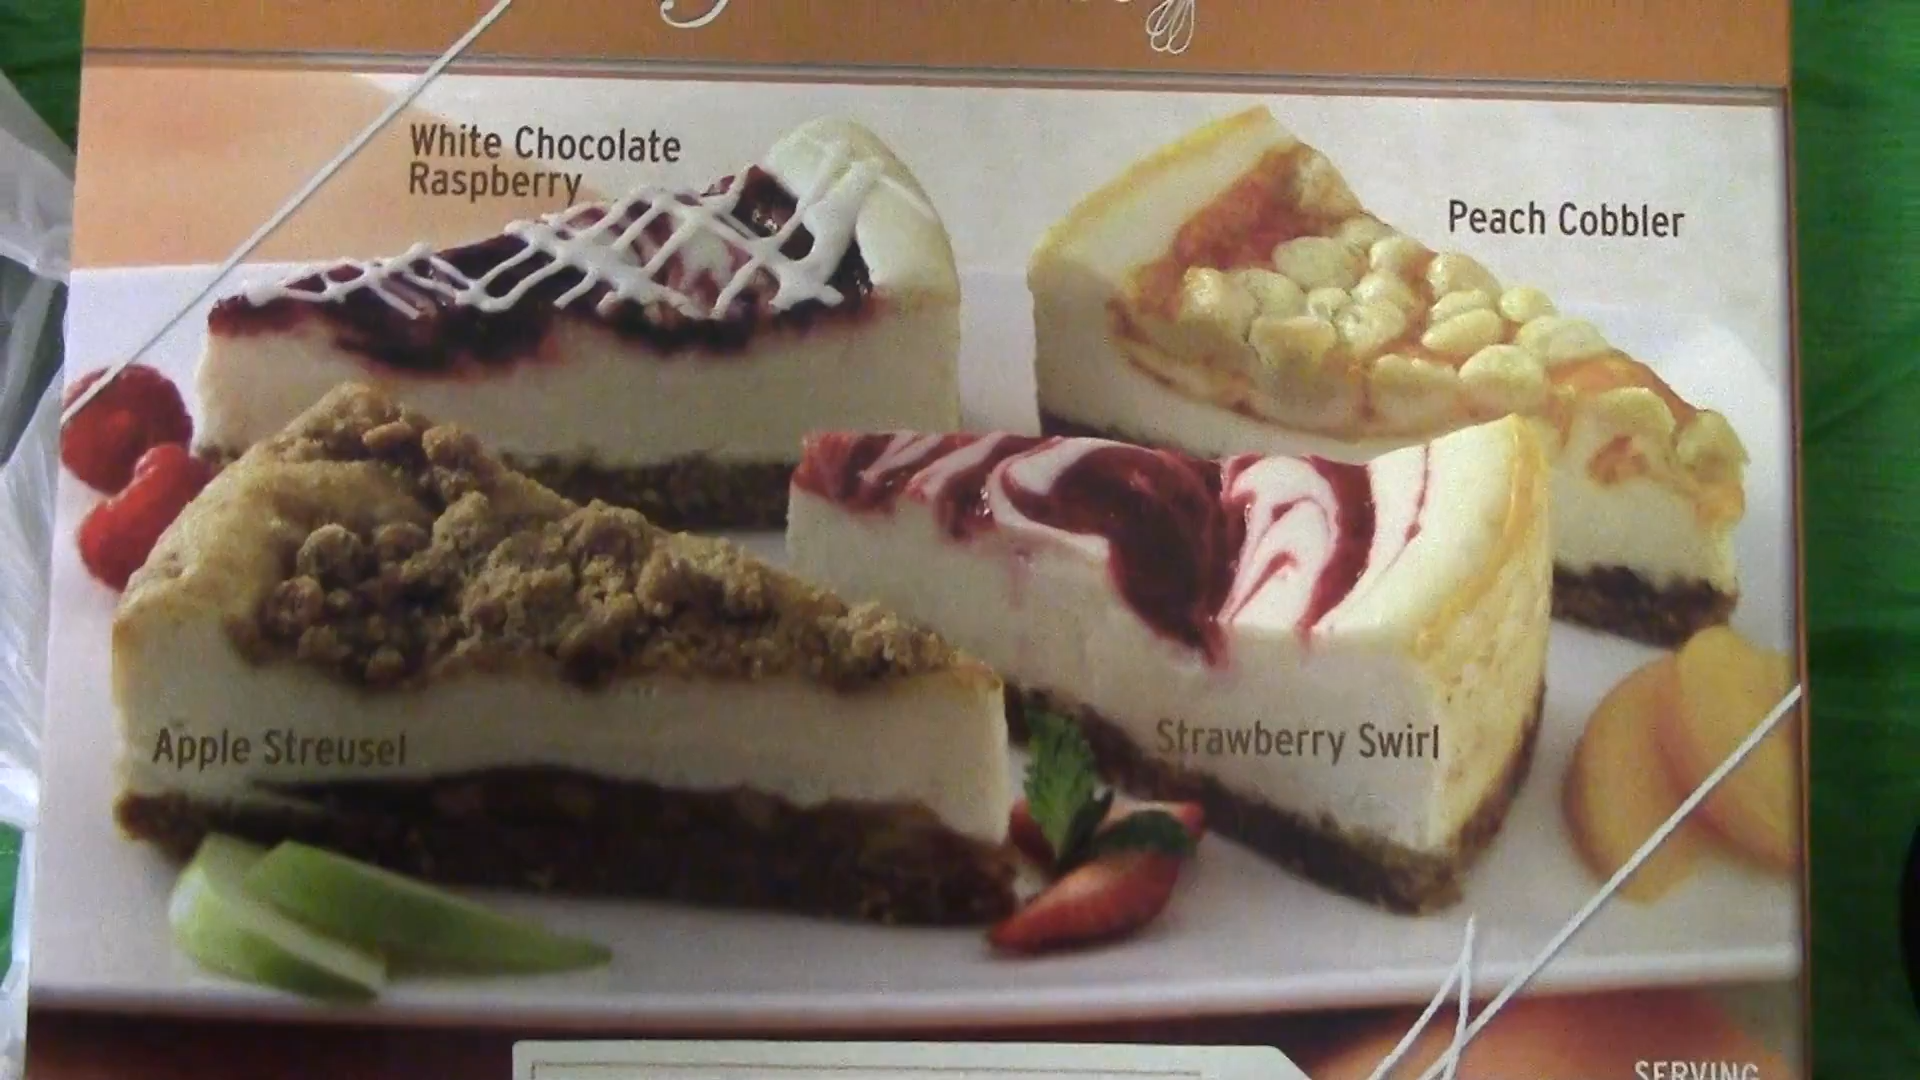 White Chocolate
Raspberry
Peach Cobbler
Apple Streusel
Strawberry Swirl
SERVING